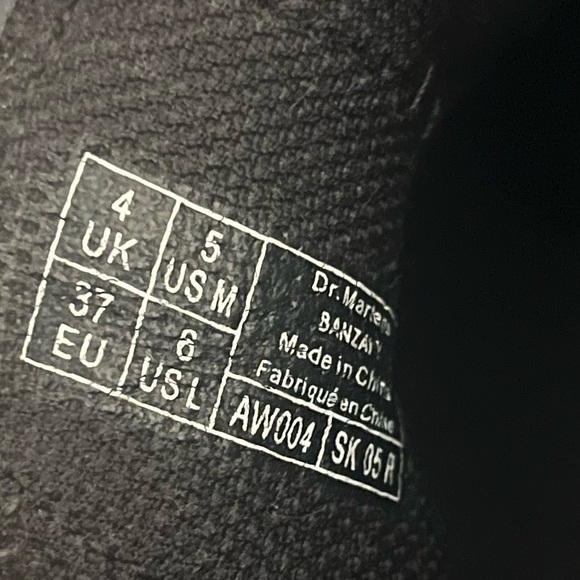 4
UK
5
US M
37
EU
6
US L
Dr. Martens
BANZAI Y
Made in China
Fabriqué en Chine
AW004
SK 05 R